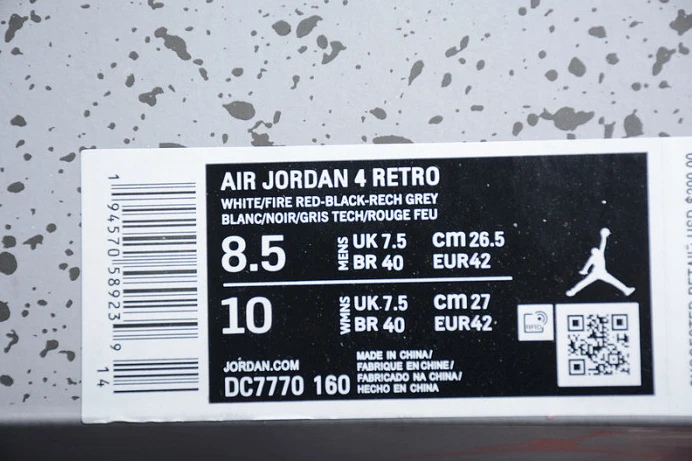 AIR JORDAN 4 RETRO
WHITE/FIRE RED-BLACK-RECH GREY
BLANC/NOIR/GRIS TECH/ROUGE FEU
8.5 MENS UK 7.5 cm 26.5
BR 40 EUR42
10 WMNS UK 7.5 cm 27
BR 40 EUR42
RFID
JORDAN.COM
DC7770 160
MADE IN CHINA/
FABRIQUE EN CHINE/
FABRICADO NA CHINA/
HECHO EN CHINA
1 94570 58923 9
14